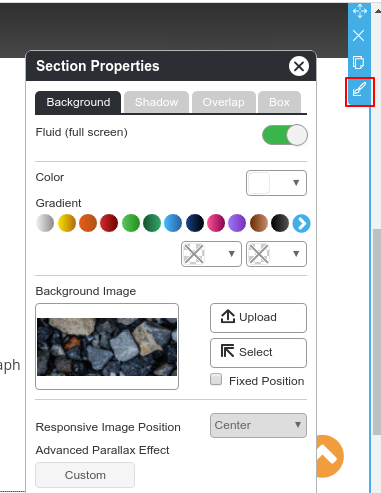 Section Properties
Background
Shadow
Overlap
Box
Fluid (full screen)
Color
Gradient
Background Image
Upload
Select
Fixed Position
aph
Responsive Image Position
Center
Advanced Parallax Effect
Custom